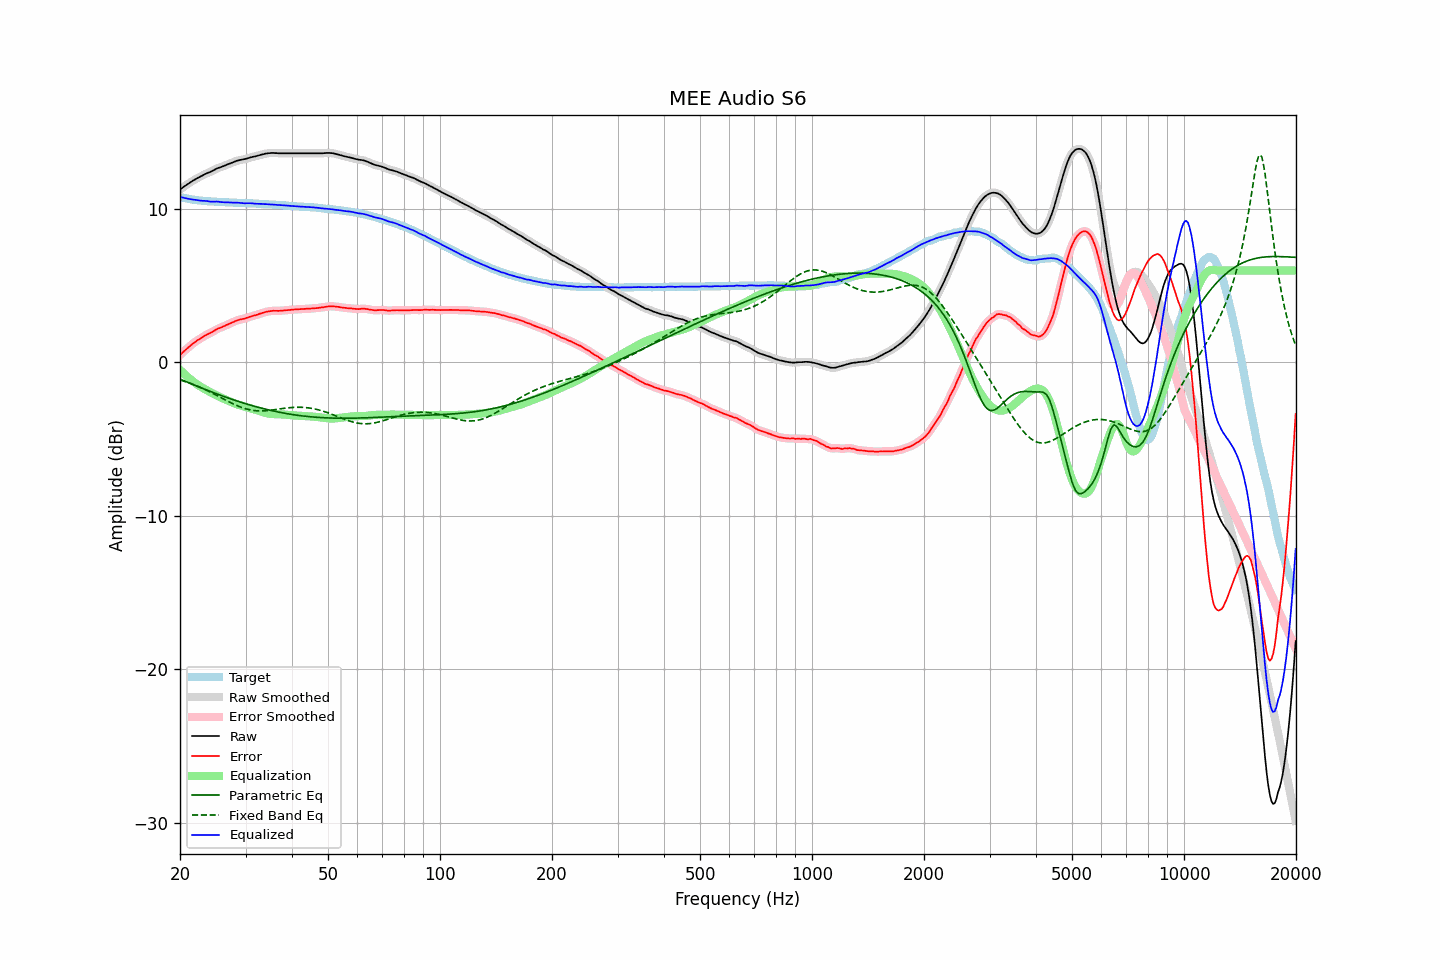 MEE Audio S6
Amplitude (dBr)
10
0
−10
−20
−30
Target
Raw Smoothed
Error Smoothed
Raw
Error
Equalization
Parametric Eq
Fixed Band Eq
Equalized
20 50 100 200 500 1000 2000 5000 10000 20000
Frequency (Hz)